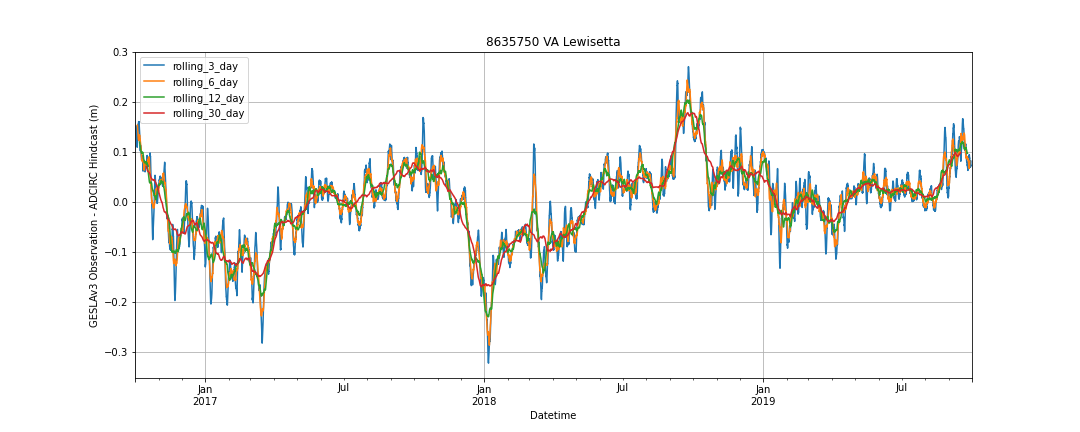 8635750 VA Lewisetta
GESLAv3 Observation - ADCIRC Hindcast (m)
0.3
0.2
0.1
0.0
−0.1
−0.2
−0.3
rolling_3_day
rolling_6_day
rolling_12_day
rolling_30_day
Jan
2017
Jul
Jan
2018
Jul
Jan
2019
Jul
Datetime